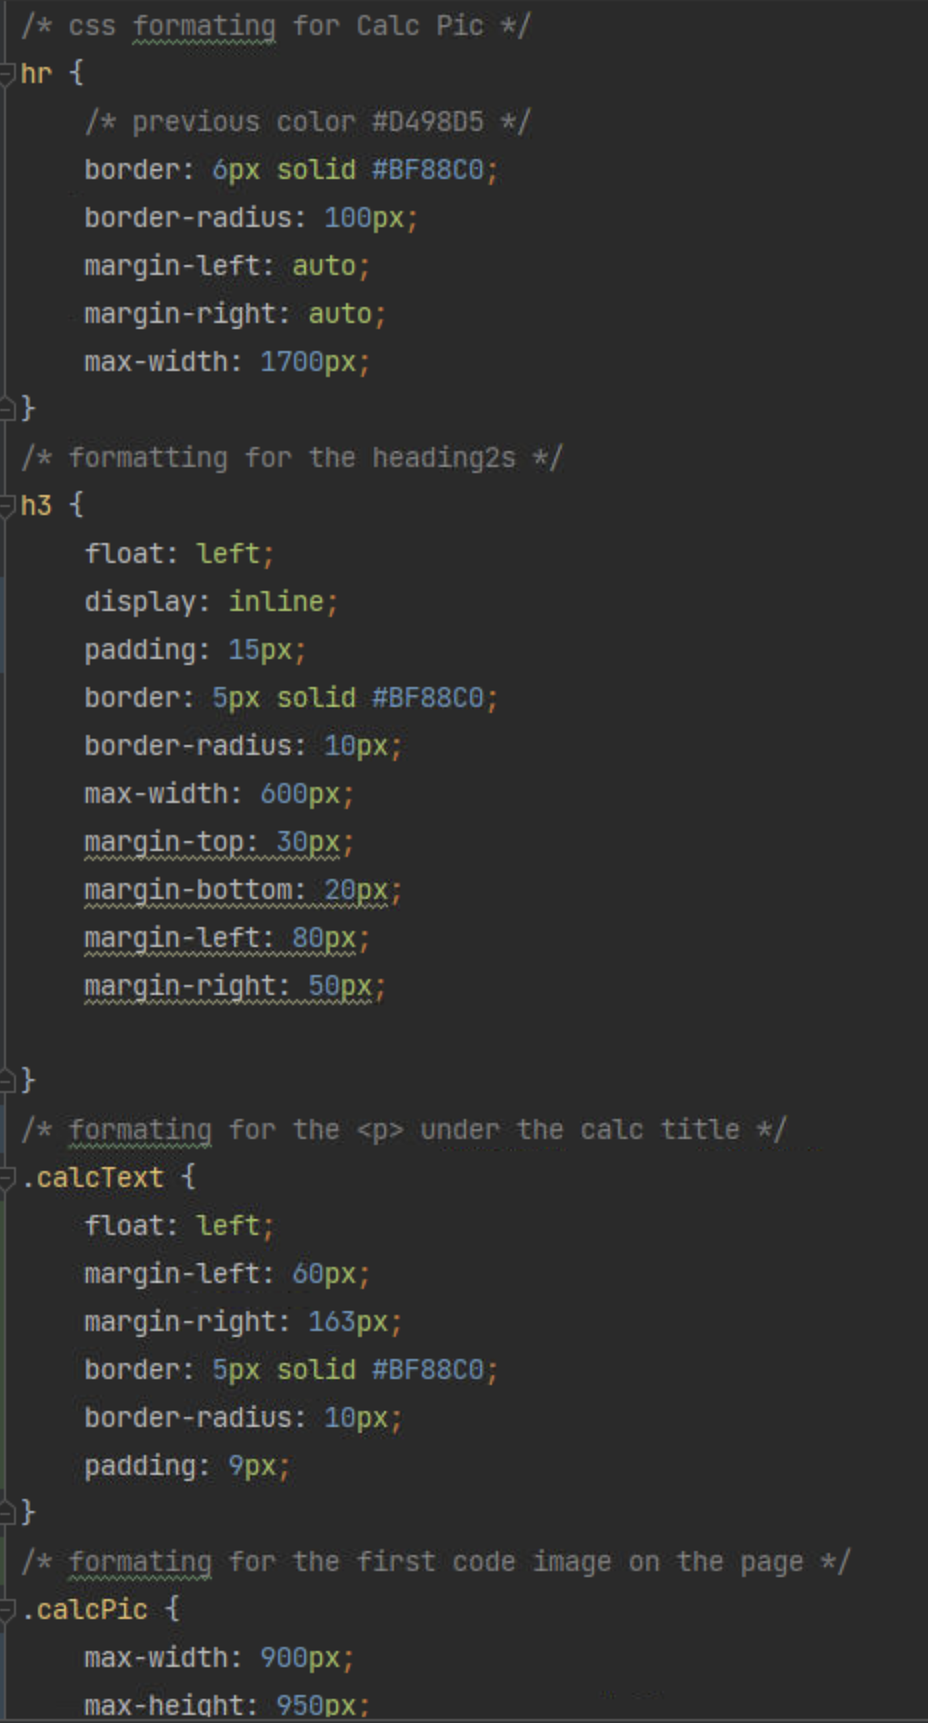 /* css formating for Calc Pic */
hr {
    /* previous color #D498D5 */
    border: 6px solid #BF88C0;
    border-radius: 100px;
    margin-left: auto;
    margin-right: auto;
    max-width: 1700px;
}
/* formatting for the heading2s */
h3 {
    float: left;
    display: inline;
    padding: 15px;
    border: 5px solid #BF88C0;
    border-radius: 10px;
    max-width: 600px;
    margin-top: 30px;
    margin-bottom: 20px;
    margin-left: 80px;
    margin-right: 50px;

}
/* formating for the <p> under the calc title */
.calcText {
    float: left;
    margin-left: 60px;
    margin-right: 163px;
    border: 5px solid #BF88C0;
    border-radius: 10px;
    padding: 9px;
}
/* formating for the first code image on the page */
.calcPic {
    max-width: 900px;
    max-height: 950px;